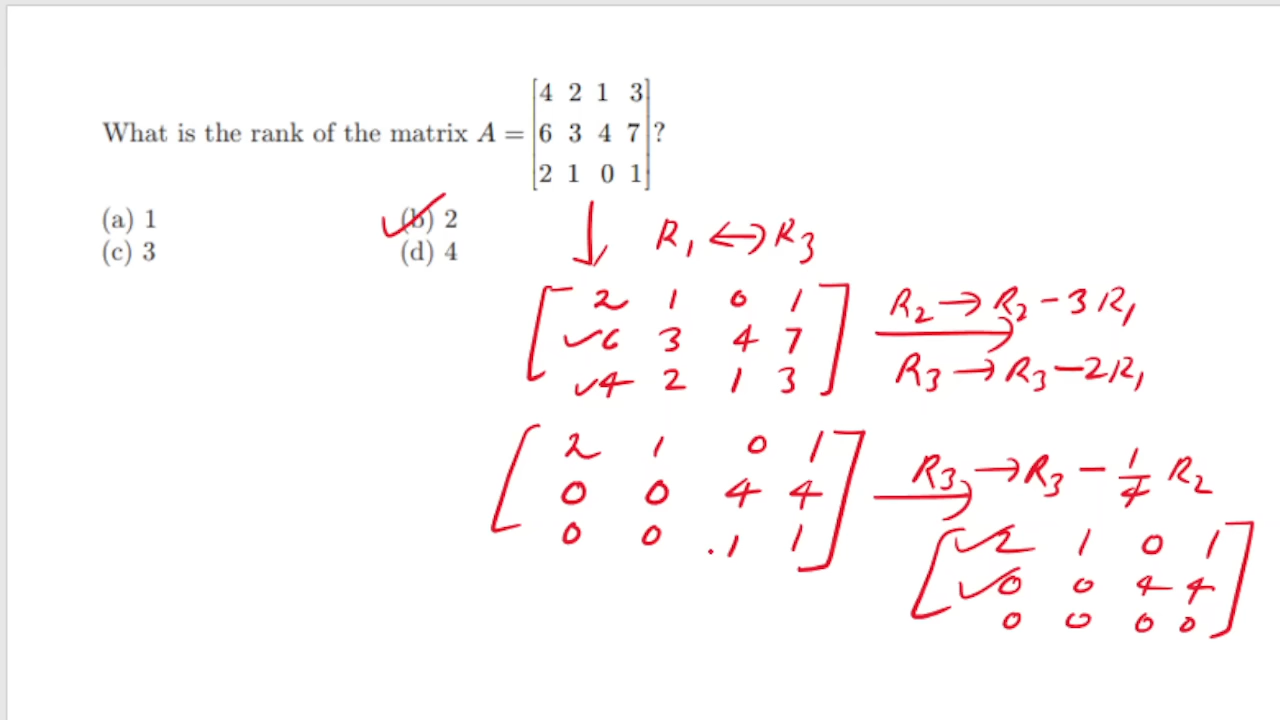 [4 2 1 3]
What is the rank of the matrix A = [6 3 4 7]?
[2 1 0 1]
(a) 1 (b) 2
(c) 3 (d) 4
R₁ ↔ R₃
2 1 0 1 R₂ → R₂ - 3R₁
6 3 4 7
4 2 1 3 R₃ → R₃ - 2R₁
2 1 0 1
0 0 4 4 R₃ → R₃ - 1/4 R₂
0 0 1 1
2 1 0 1
0 0 4 4
0 0 0 0